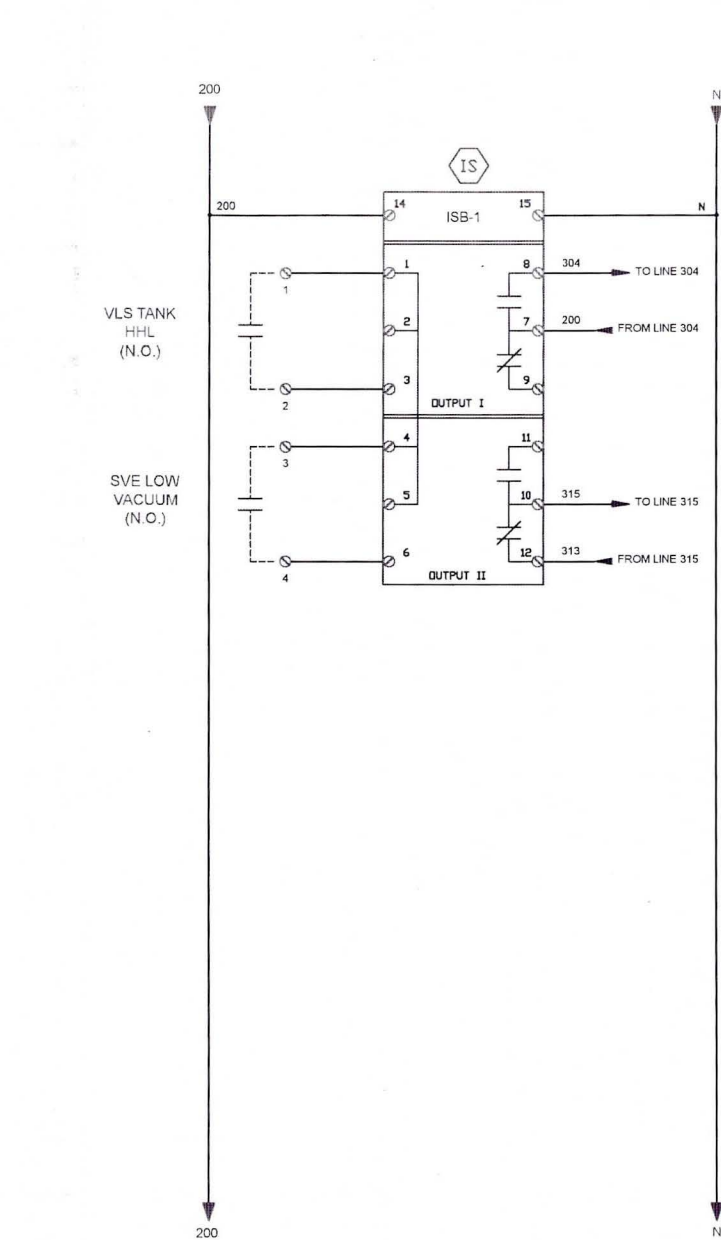 200
N
IS
200
14
ISB-1
15
N
1
1
8
304
TO LINE 304
VLS TANK
HHL
(N.O.)
2
7
200
FROM LINE 304
2
3
9
OUTPUT I
3
4
11
SVE LOW
VACUUM
(N.O.)
5
10
315
TO LINE 315
4
6
12
313
FROM LINE 315
OUTPUT II
200
N